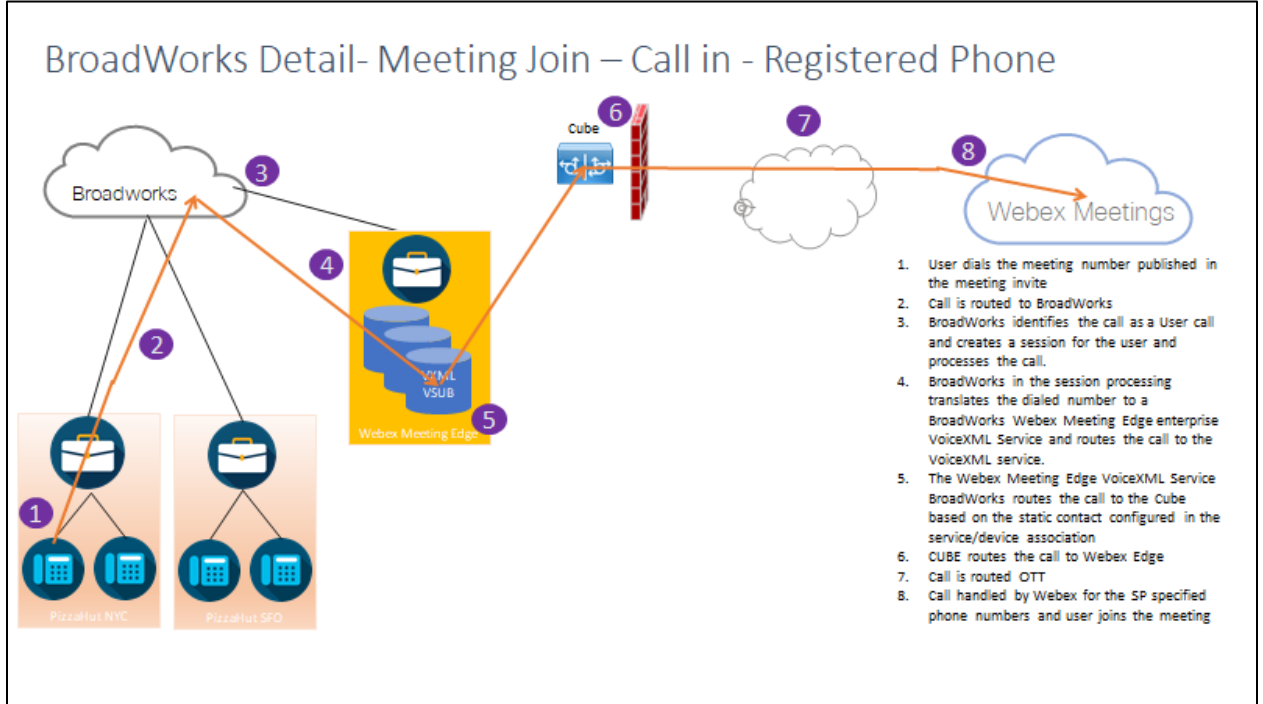 BroadWorks Detail- Meeting Join – Call in - Registered Phone
6
Cube
7
3
8
Broadworks
Webex Meetings
4
1. User dials the meeting number published in
the meeting invite
2. Call is routed to BroadWorks
3. BroadWorks identifies the call as a User call
and creates a session for the user and
processes the call.
4. BroadWorks in the session processing
translates the dialed number to a
BroadWorks Webex Meeting Edge enterprise
VoiceXML Service and routes the call to the
VoiceXML service.
5. The Webex Meeting Edge VoiceXML Service
BroadWorks routes the call to the Cube
based on the static contact configured in the
service/device association
6. CUBE routes the call to Webex Edge
7. Call is routed OTT
8. Call handled by Webex for the SP specified
phone numbers and user joins the meeting
2
VXML
VSUB
5
Webex Meeting Edge
1
PizzaHut NYC
PizzaHut SFO